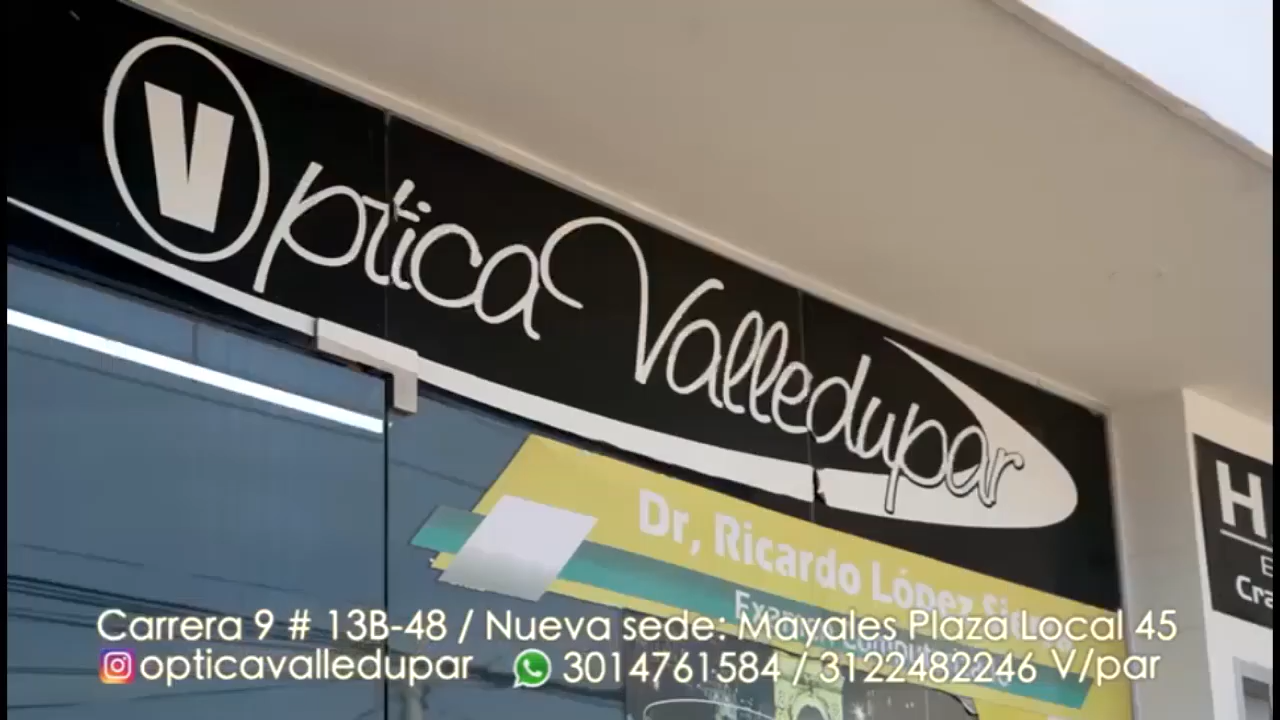 V
Optica Valledupar
Dr, Ricardo López
Carrera 9 # 13B-48 / Nueva sede: Mayales Plaza Local 45
opticavalledupar 3014761584 / 3122482246 V/par
H